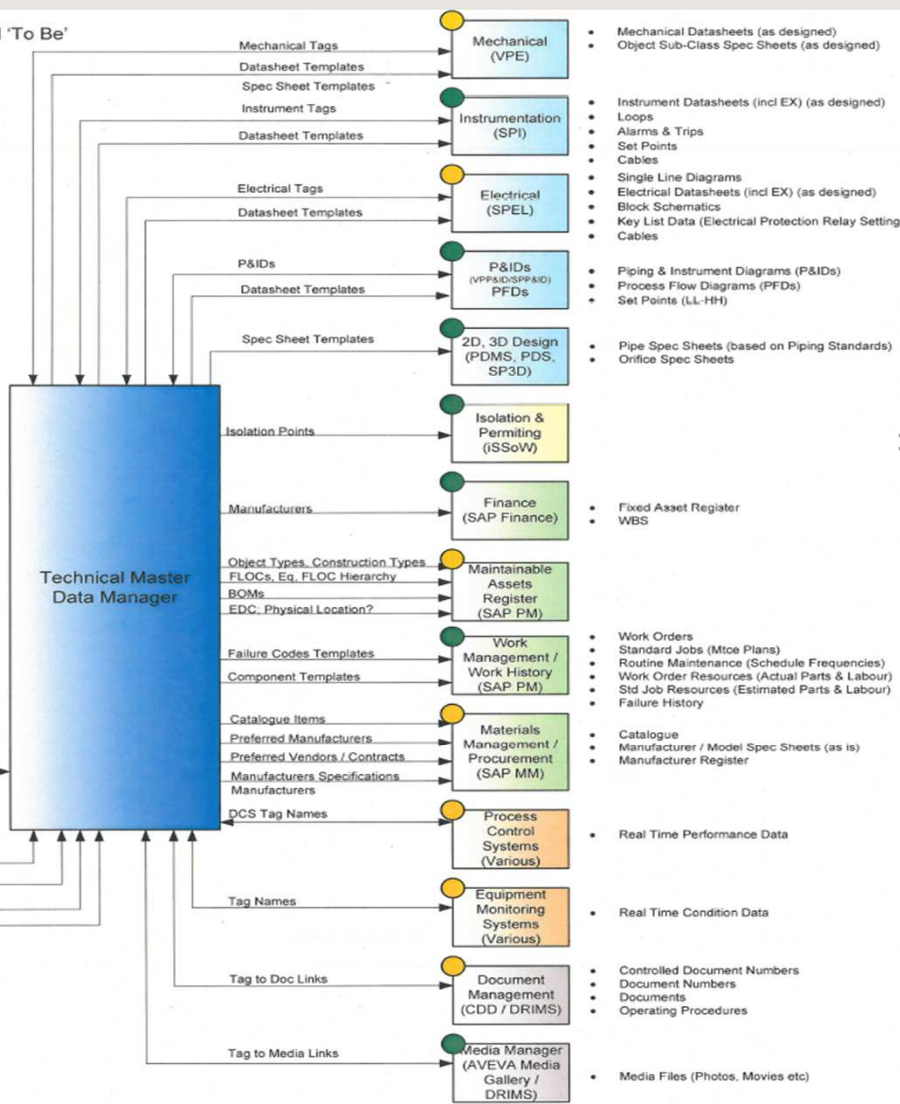 'To Be'
Mechanical Tags
Datasheet Templates
Spec Sheet Templates
Mechanical
(VPE)
• Mechanical Datasheets (as designed)
• Object Sub-Class Spec Sheets (as designed)
Instrument Tags
Datasheet Templates
Instrumentation
(SPI)
• Instrument Datasheets (incl EX) (as designed)
• Loops
• Alarms & Trips
• Set Points
• Cables
Electrical Tags
Datasheet Templates
Electrical
(SPEL)
• Single Line Diagrams
• Electrical Datasheets (incl EX) (as designed)
• Block Schematics
• Key List Data (Electrical Protection Relay Setting
• Cables
P&IDs
Datasheet Templates
P&IDs
(VPP&ID/SPP&ID)
PFDs
• Piping & Instrument Diagrams (P&IDs)
• Process Flow Diagrams (PFDs)
• Set Points (LL-HH)
Spec Sheet Templates
2D, 3D Design
(PDMS, PDS,
SP3D)
• Pipe Spec Sheets (based on Piping Standards)
• Orifice Spec Sheets
Isolation Points
Isolation &
Permiting
(iSSoW)
Manufacturers
Finance
(SAP Finance)
• Fixed Asset Register
• WBS
Technical Master
Data Manager
Object Types, Construction Types
FLOCs, Eq, FLOC Hierarchy
BOMs
EDC; Physical Location?
Maintainable
Assets
Register
(SAP PM)
Failure Codes Templates
Component Templates
Work
Management /
Work History
(SAP PM)
• Work Orders
• Standard Jobs (Mtce Plans)
• Routine Maintenance (Schedule Frequencies)
• Work Order Resources (Actual Parts & Labour)
• Std Job Resources (Estimated Parts & Labour)
• Failure History
Catalogue Items
Preferred Manufacturers
Preferred Vendors / Contracts
Manufacturers Specifications
Manufacturers
Materials
Management /
Procurement
(SAP MM)
• Catalogue
• Manufacturer / Model Spec Sheets (as is)
• Manufacturer Register
DCS Tag Names
Process
Control
Systems
(Various)
• Real Time Performance Data
Tag Names
Equipment
Monitoring
Systems
(Various)
• Real Time Condition Data
Tag to Doc Links
Document
Management
(CDD / DRIMS)
• Controlled Document Numbers
• Document Numbers
• Documents
• Operating Procedures
Tag to Media Links
Media Manager
(AVEVA Media
Gallery /
DRIMS)
• Media Files (Photos, Movies etc)